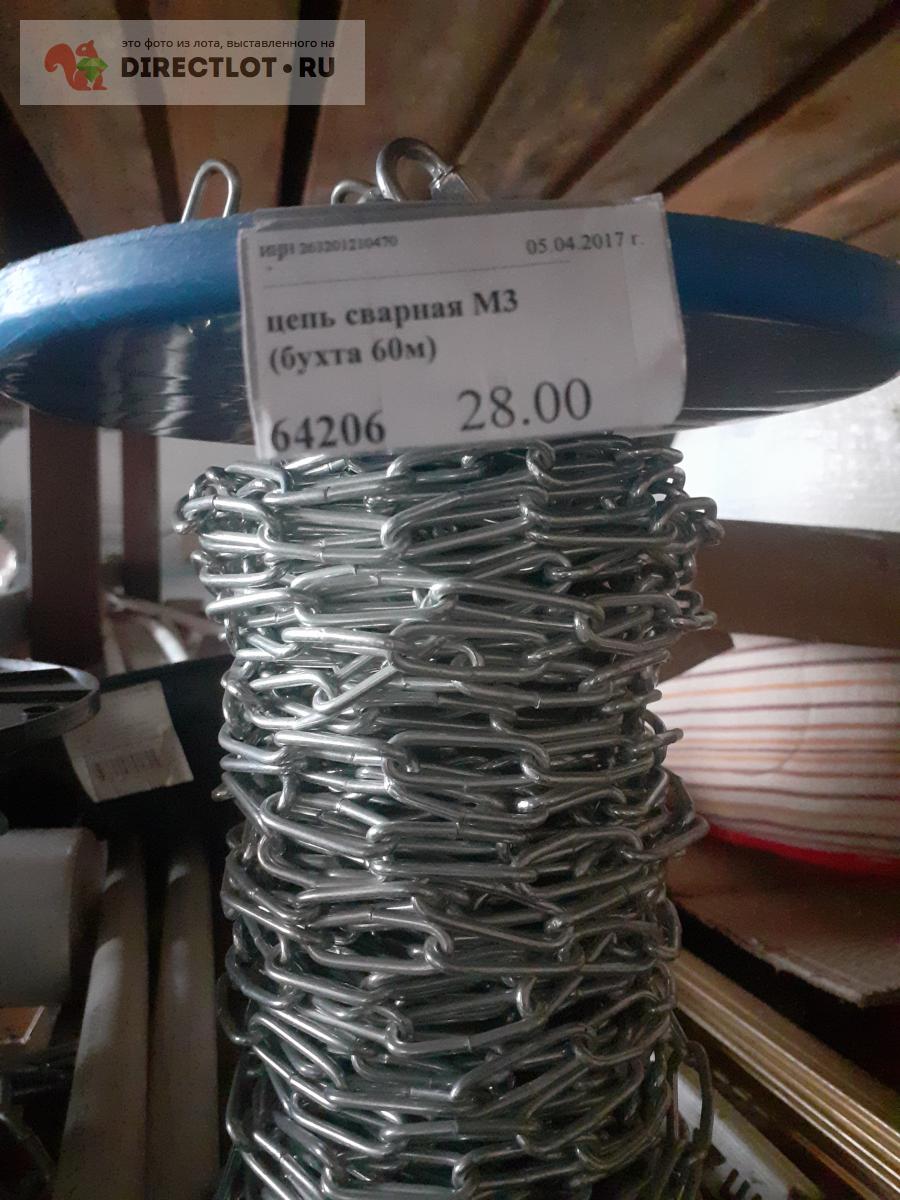 это фото из лота, выставленного на
DIRECTLOT•RU
263201210470 05.04.2017 г.
цепь сварная М3
(бухта 60м)
64206 28.00